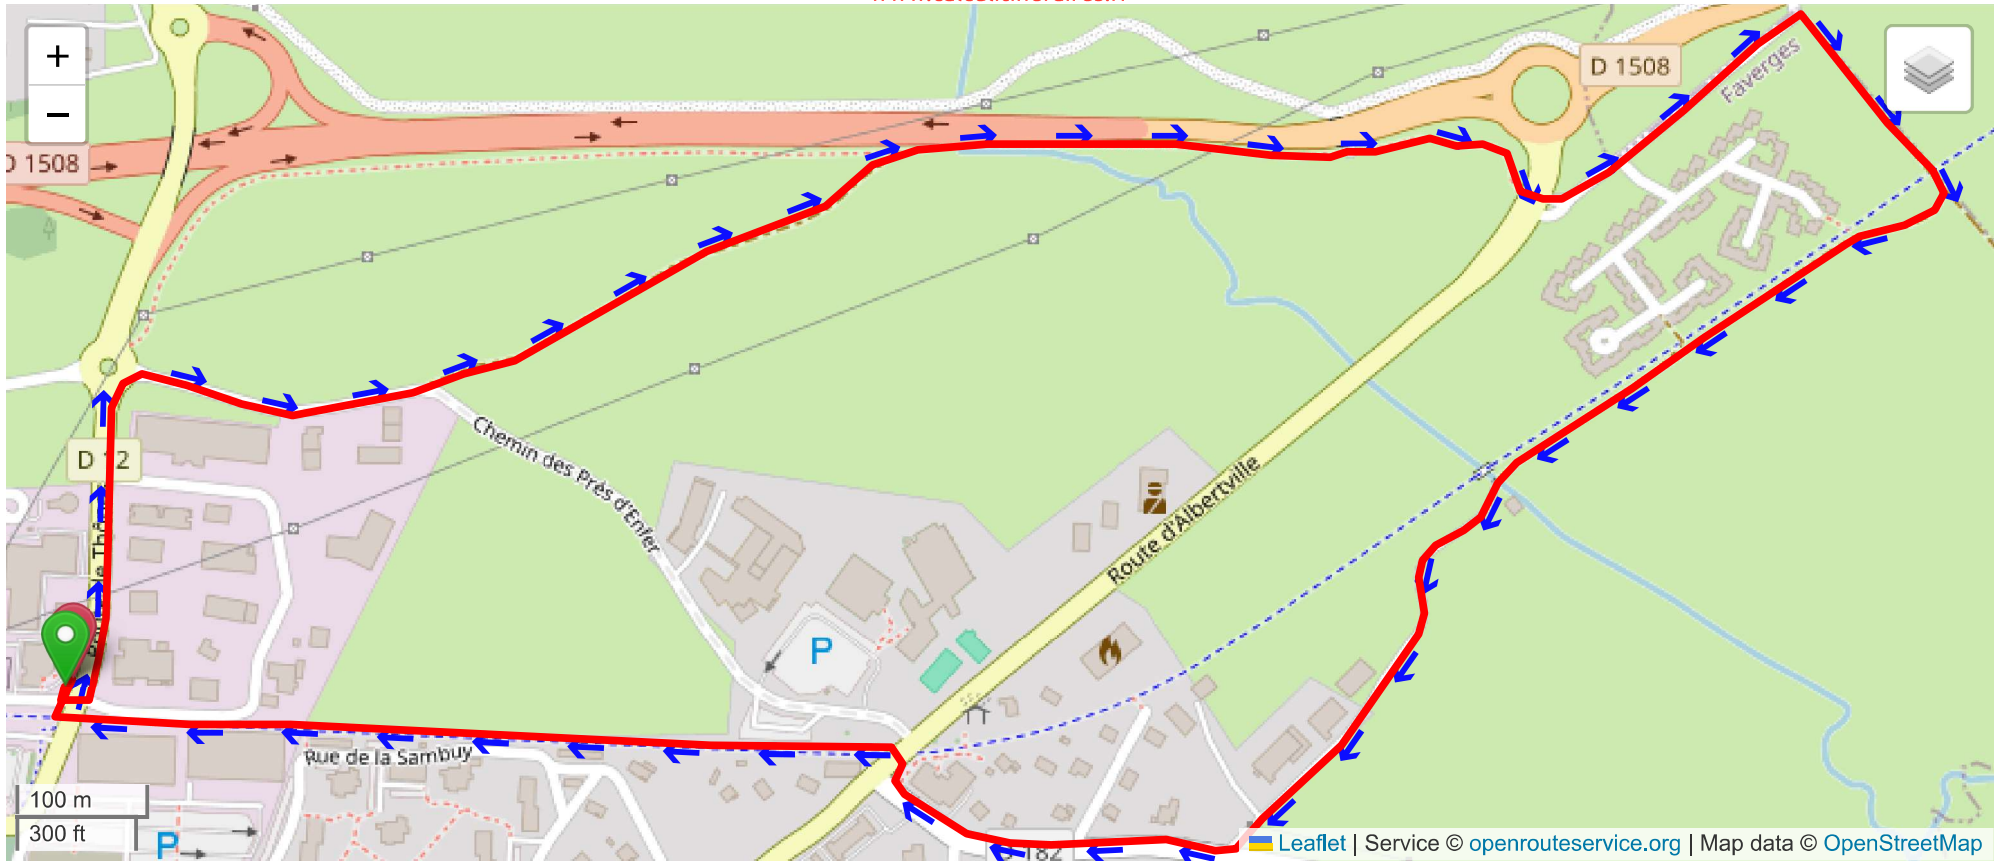 +
−
D 1508
D 1508
Faverges
D 12
Chemin des Prés d'Enfer
Route d'Albertville
P
Rue de la Sambuy
100 m
300 ft
P
Leaflet | Service © openrouteservice.org | Map data © OpenStreetMap